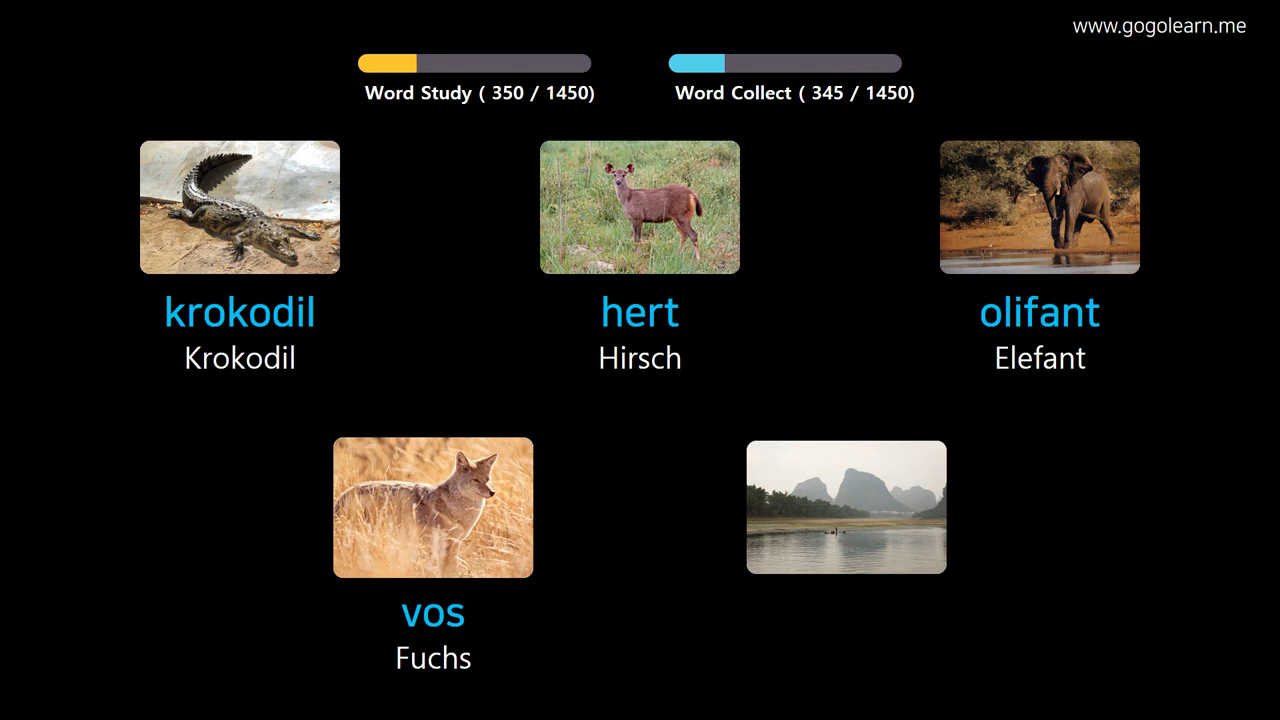 www.gogolearn.me
Word Study ( 350 / 1450)
Word Collect ( 345 / 1450)
krokodil
Krokodil
hert
Hirsch
olifant
Elefant
vos
Fuchs